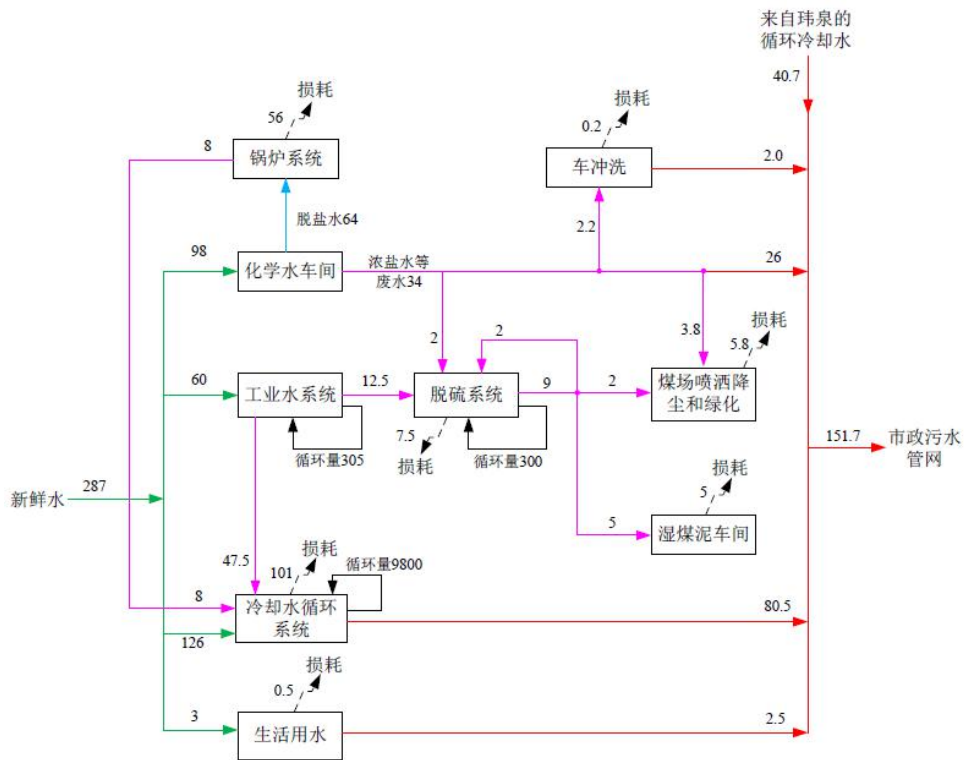 来自玮泉的
循环冷却水
40.7
损耗
56
8
锅炉系统
损耗
0.2
车冲洗
2.0
脱盐水64
2.2
98
化学水车间
浓盐水等
废水34
26
2
2
3.8
损耗
5.8
60
工业水系统
12.5
脱硫系统
9
2
煤场喷洒降
尘和绿化
循环量305
7.5
损耗
循环量300
151.7
市政污水
管网
新鲜水
287
损耗
5
5
湿煤泥车间
47.5
损耗
101
循环量9800
8
冷却水循环
系统
80.5
126
损耗
0.5
3
生活用水
2.5